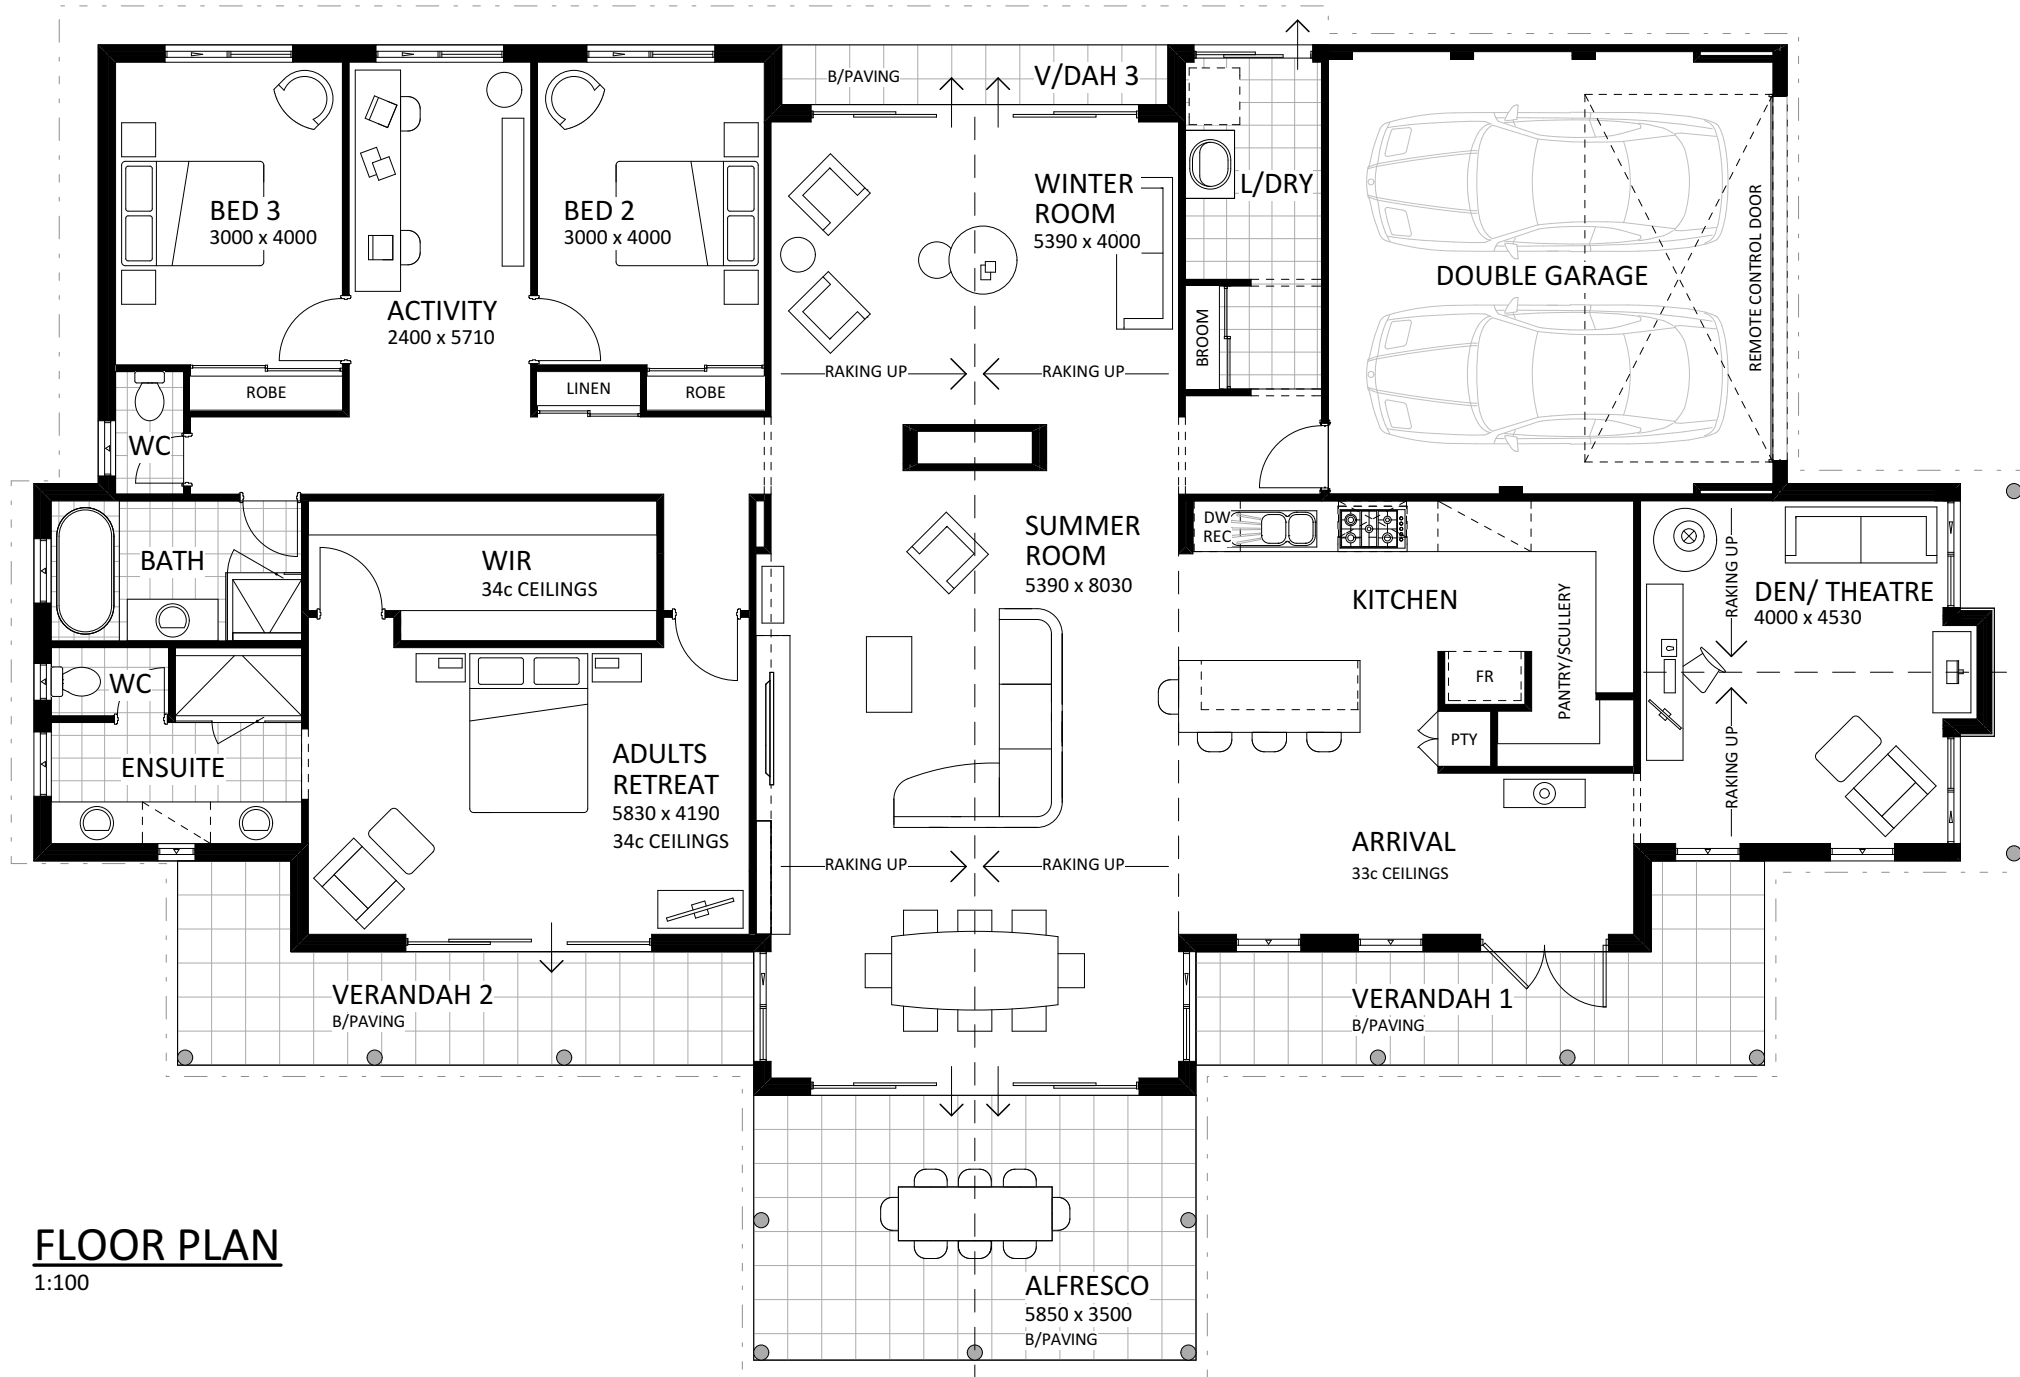 B/PAVING
V/DAH 3
BED 3
3000 x 4000
ACTIVITY
2400 x 5710
BED 2
3000 x 4000
WINTER
ROOM
5390 x 4000
L/DRY
BROOM
DOUBLE GARAGE
REMOTE CONTROL DOOR
ROBE
LINEN
ROBE
RAKING UP
RAKING UP
WC
BATH
WIR
34c CEILINGS
SUMMER
ROOM
5390 x 8030
DW
REC
KITCHEN
PANTRY/SCULLERY
FR
PTY
RAKING UP
DEN/ THEATRE
4000 x 4530
RAKING UP
WC
ENSUITE
ADULTS
RETREAT
5830 x 4190
34c CEILINGS
RAKING UP
RAKING UP
ARRIVAL
33c CEILINGS
VERANDAH 2
B/PAVING
VERANDAH 1
B/PAVING
FLOOR PLAN
1:100
ALFRESCO
5850 x 3500
B/PAVING